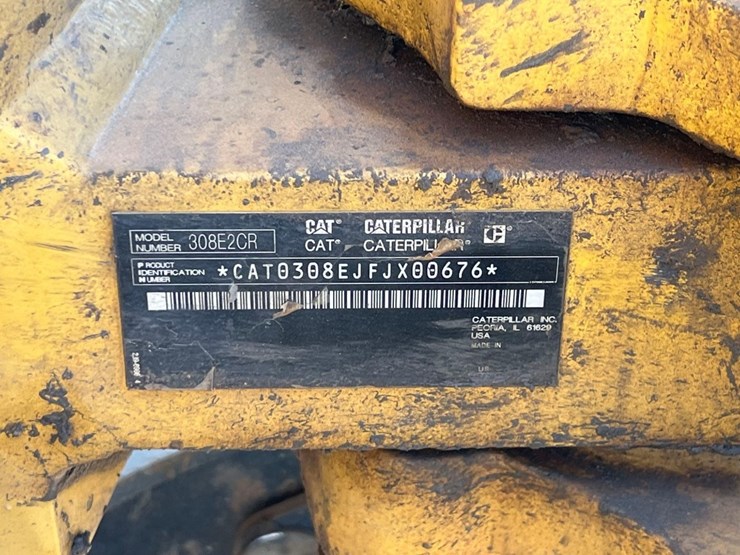 MODEL NUMBER 308E2CR
CAT® CATERPILLAR®
CAT® CATERPILLAR®
PRODUCT IDENTIFICATION NUMBER *CAT0308EJFJX00676*
CATERPILLAR INC.
PEORIA, IL 61629
USA
MADE IN